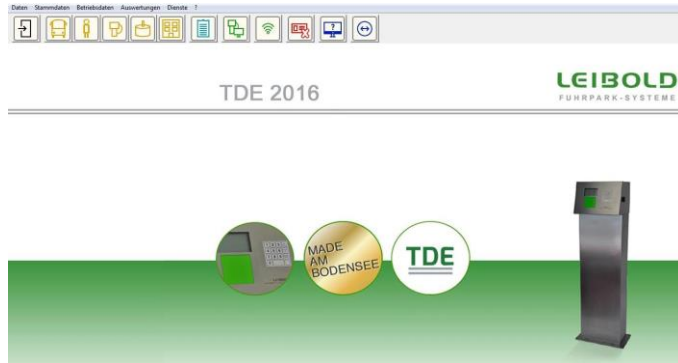 Daten Stammdaten Betriebsdaten Auswertungen Dienste ?
TDE 2016
LEIBOLD
FUHRPARK-SYSTEME
MADE
AM
BODENSEE
TDE